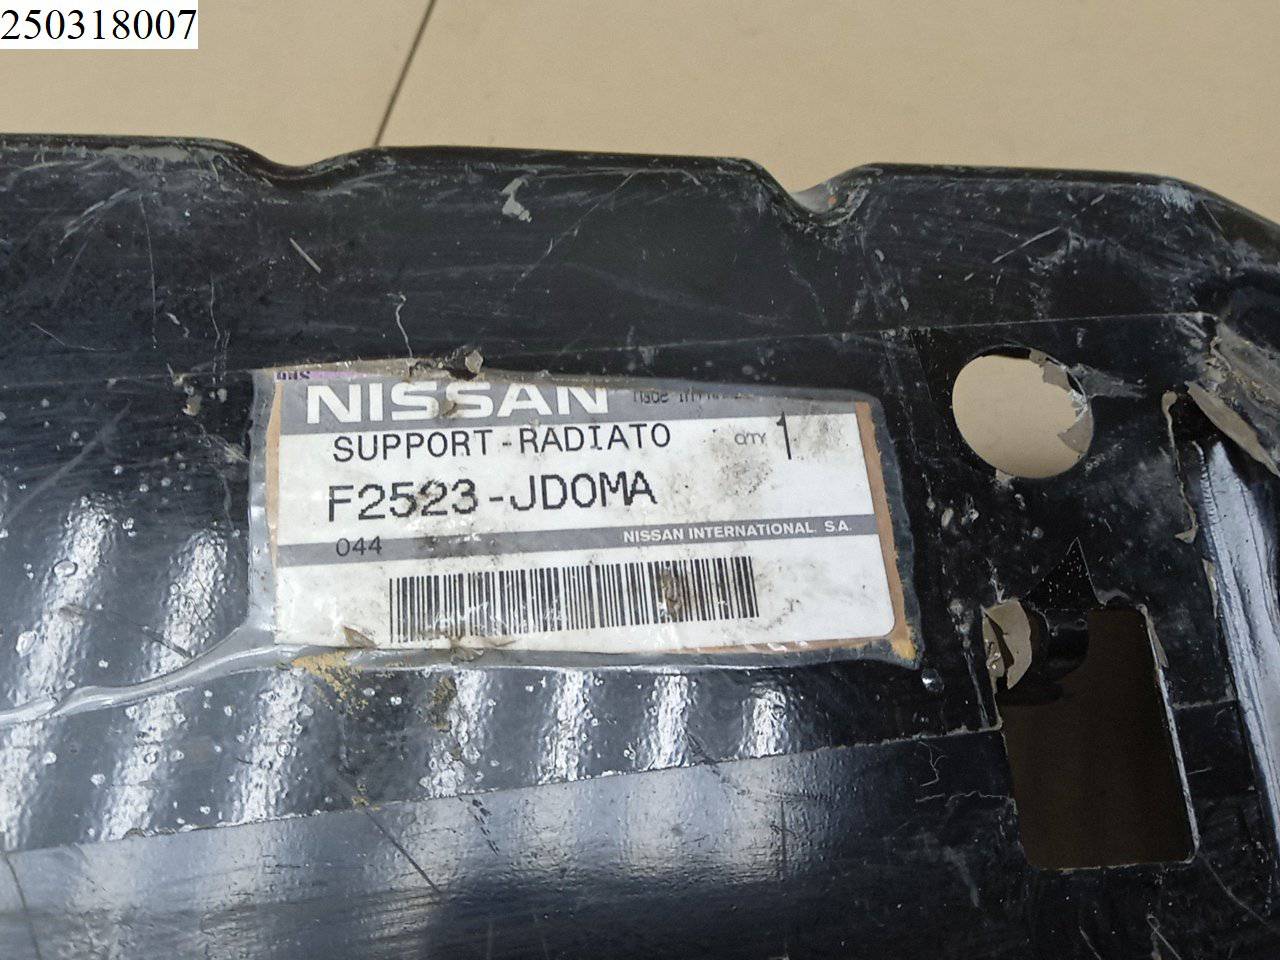 250318007
NISSAN
SUPPORT-RADIATO QTY 1
F2523-JD0MA
044 NISSAN INTERNATIONAL. S.A.